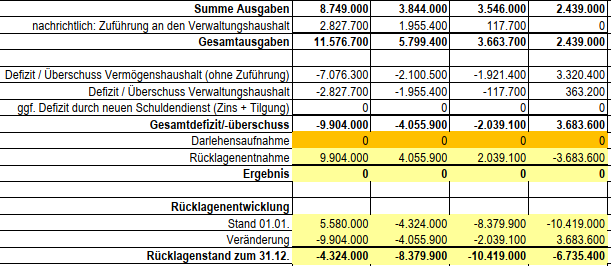 Summe Ausgaben 8.749.000 3.844.000 3.546.000 2.439.000
nachrichtlich: Zuführung an den Verwaltungshaushalt 2.827.700 1.955.400 117.700 0
Gesamtausgaben 11.576.700 5.799.400 3.663.700 2.439.000
Defizit / Überschuss Vermögenshaushalt (ohne Zuführung) -7.076.300 -2.100.500 -1.921.400 3.320.400
Defizit / Überschuss Verwaltungshaushalt -2.827.700 -1.955.400 -117.700 363.200
ggf. Defizit durch neuen Schuldendienst (Zins + Tilgung) 0 0 0 0
Gesamtdefizit/-überschuss -9.904.000 -4.055.900 -2.039.100 3.683.600
Darlehensaufnahme 0 0 0 0
Rücklagenentnahme 9.904.000 4.055.900 2.039.100 -3.683.600
Ergebnis 0 0 0 0
Rücklagenentwicklung
Stand 01.01. 5.580.000 -4.324.000 -8.379.900 -10.419.000
Veränderung -9.904.000 -4.055.900 -2.039.100 3.683.600
Rücklagenstand zum 31.12. -4.324.000 -8.379.900 -10.419.000 -6.735.400